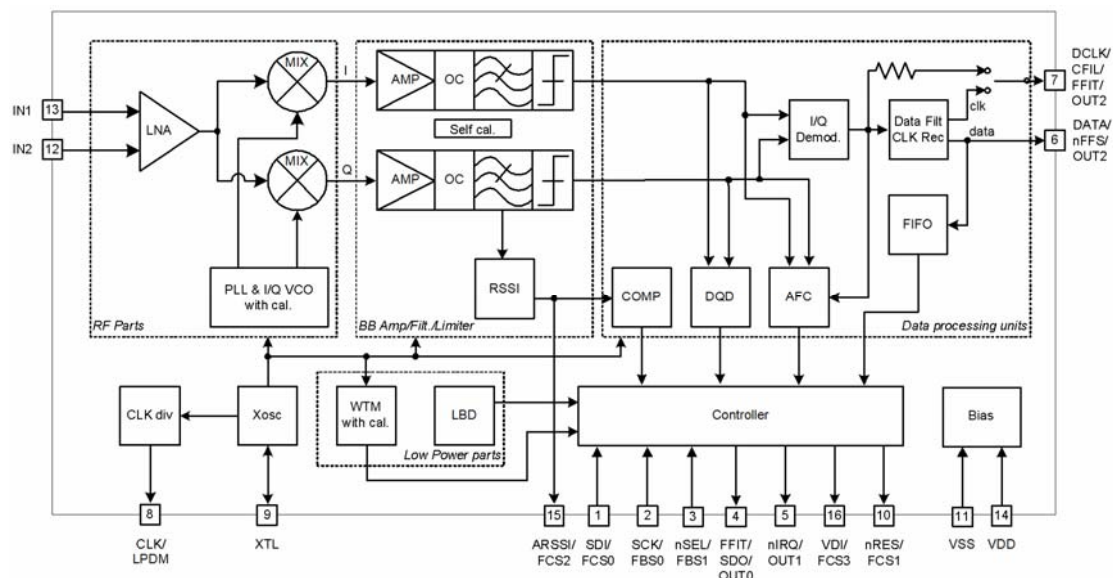 DCLK/
CFIL/
FFIT/
OUT2
7
clk
DATA/
nFFS/
OUT2
6
data
IN1
13
IN2
12
LNA
MIX
I
MIX
Q
PLL & I/Q VCO
with cal.
RF Parts
AMP
OC
Self cal.
AMP
OC
RSSI
BB Amp/Filt./Limiter
I/Q
Demod.
Data Filt
CLK Rec
FIFO
COMP
DQD
AFC
Data processing units
CLK div
Xosc
WTM
with cal.
LBD
Low Power parts
Controller
Bias
8
9
15
1
2
3
4
5
16
10
11
14
CLK/
LPDM
XTL
ARSSI/
FCS2
SDI/
FCS0
SCK/
FBS0
nSEL/
FBS1
FFIT/
SDO/
OUT0
nIRQ/
OUT1
VDI/
FCS3
nRES/
FCS1
VSS
VDD